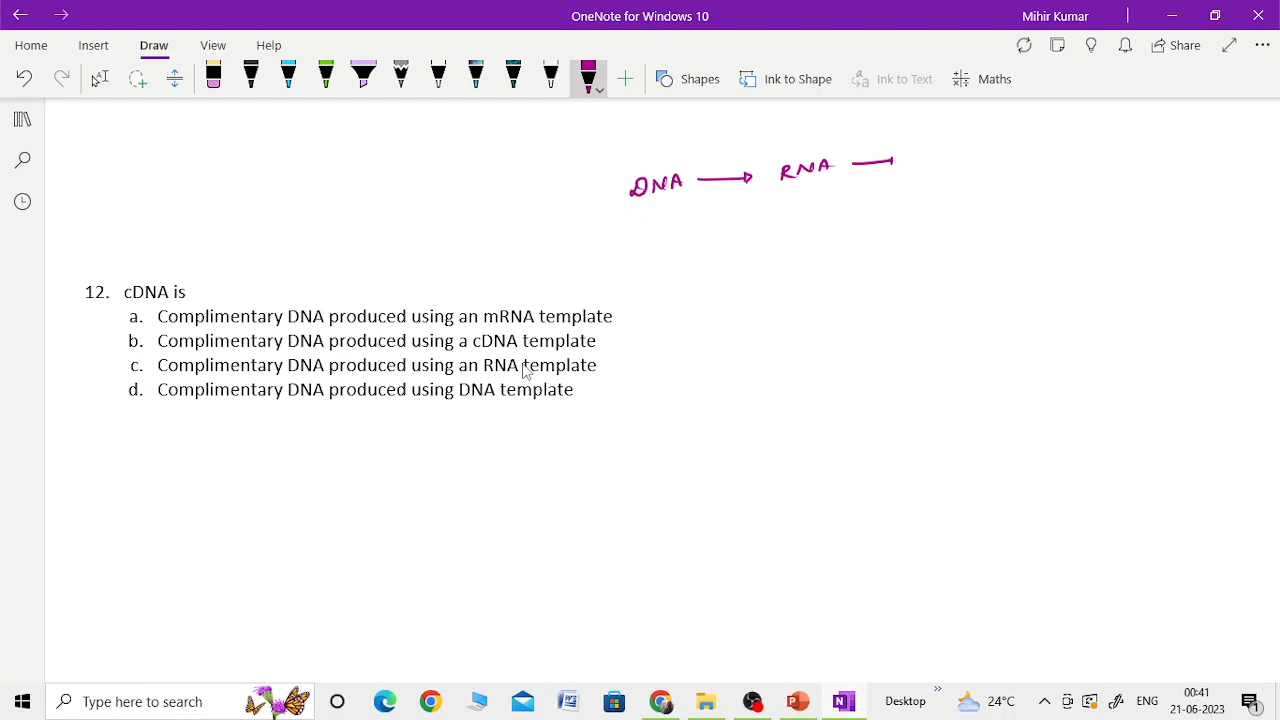 OneNote for Windows 10
Mihir Kumar
Home Insert Draw View Help
Share
Shapes Ink to Shape Ink to Text Maths
DNA → RNA →
12. cDNA is
a. Complimentary DNA produced using an mRNA template
b. Complimentary DNA produced using a cDNA template
c. Complimentary DNA produced using an RNA template
d. Complimentary DNA produced using DNA template
Type here to search
Desktop
24°C
ENG
00:41
21-06-2023